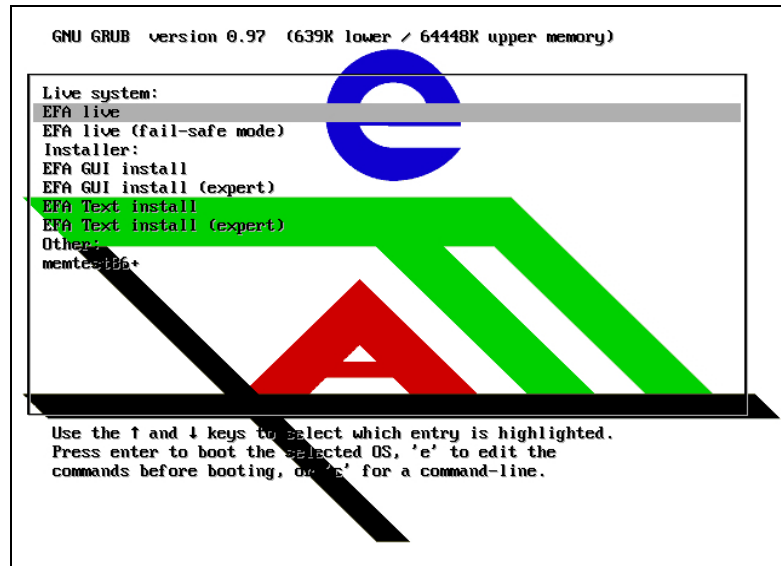 GNU GRUB version 0.97 (639K lower / 64448K upper memory)
Live system:
EFA live
EFA live (fail-safe mode)
Installer:
EFA GUI install
EFA GUI install (expert)
EFA Text install
EFA Text install (expert)
Other:
memtest86+
Use the ↑ and ↓ keys to select which entry is highlighted.
Press enter to boot the selected OS, 'e' to edit the
commands before booting, or 'c' for a command-line.